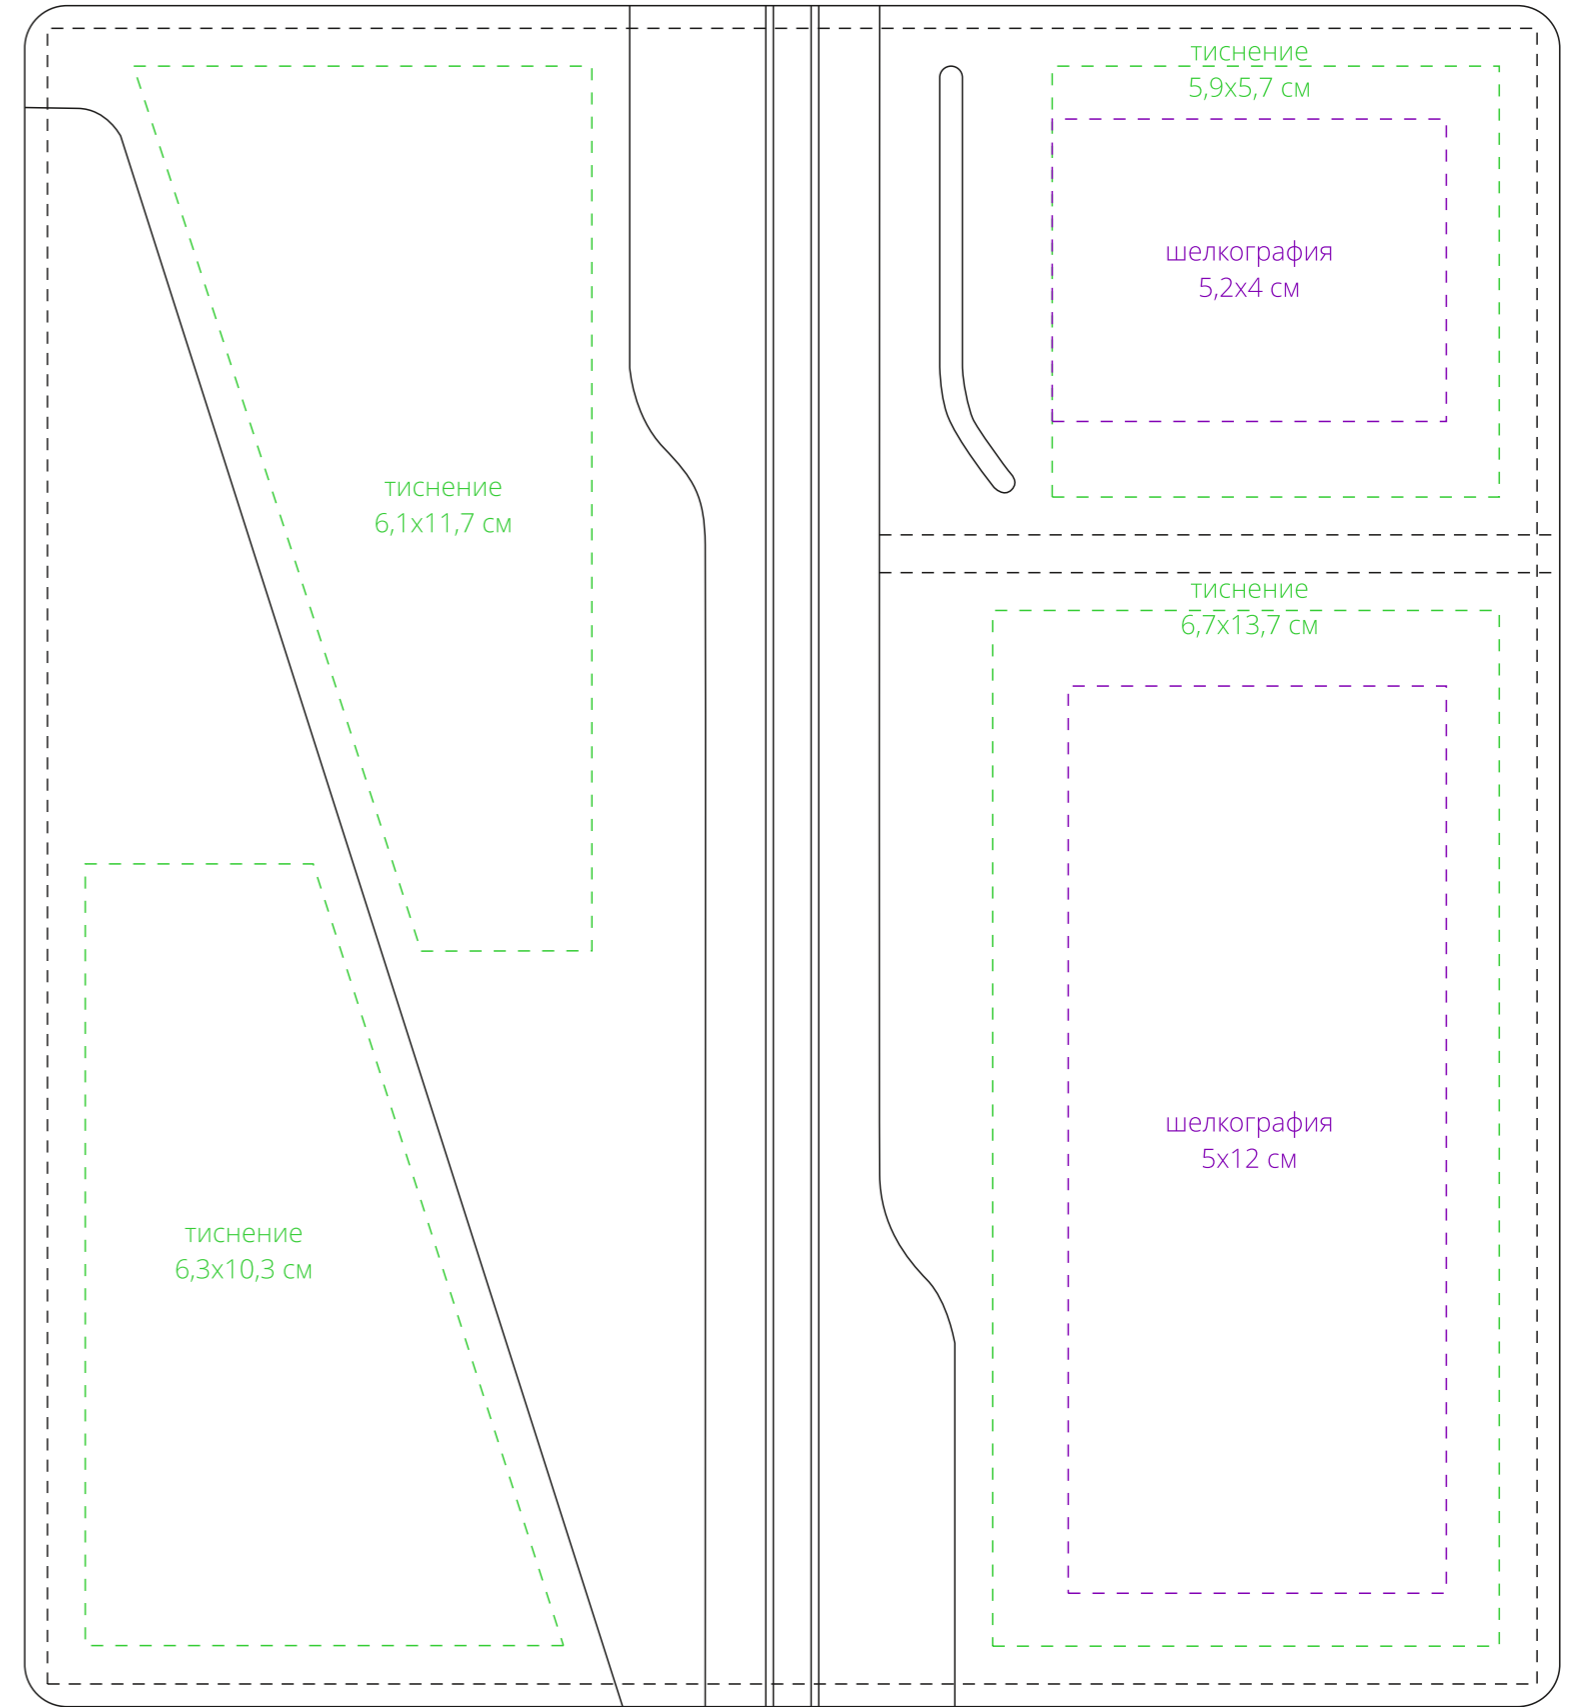 тиснение
6,1х11,7 см
тиснение
6,3х10,3 см
тиснение
5,9х5,7 см
шелкография
5,2х4 см
тиснение
6,7х13,7 см
шелкография
5х12 см